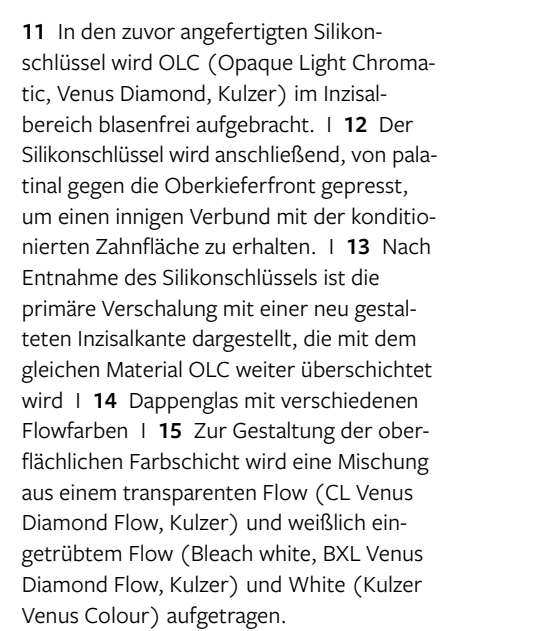 11 In den zuvor angefertigten Silikon-
schlüssel wird OLC (Opaque Light Chroma-
tic, Venus Diamond, Kulzer) im Inzisal-
bereich blasenfrei aufgebracht. I 12 Der
Silikonschlüssel wird anschließend, von pala-
tinal gegen die Oberkieferfront gepresst,
um einen innigen Verbund mit der konditio-
nierten Zahnfläche zu erhalten. I 13 Nach
Entnahme des Silikonschlüssels ist die
primäre Verschalung mit einer neu gestal-
teten Inzisalkante dargestellt, die mit dem
gleichen Material OLC weiter überschichtet
wird I 14 Dappenglas mit verschiedenen
Flowfarben I 15 Zur Gestaltung der ober-
flächlichen Farbschicht wird eine Mischung
aus einem transparenten Flow (CL Venus
Diamond Flow, Kulzer) und weißlich ein-
getrübtem Flow (Bleach white, BXL Venus
Diamond Flow, Kulzer) und White (Kulzer
Venus Colour) aufgetragen.